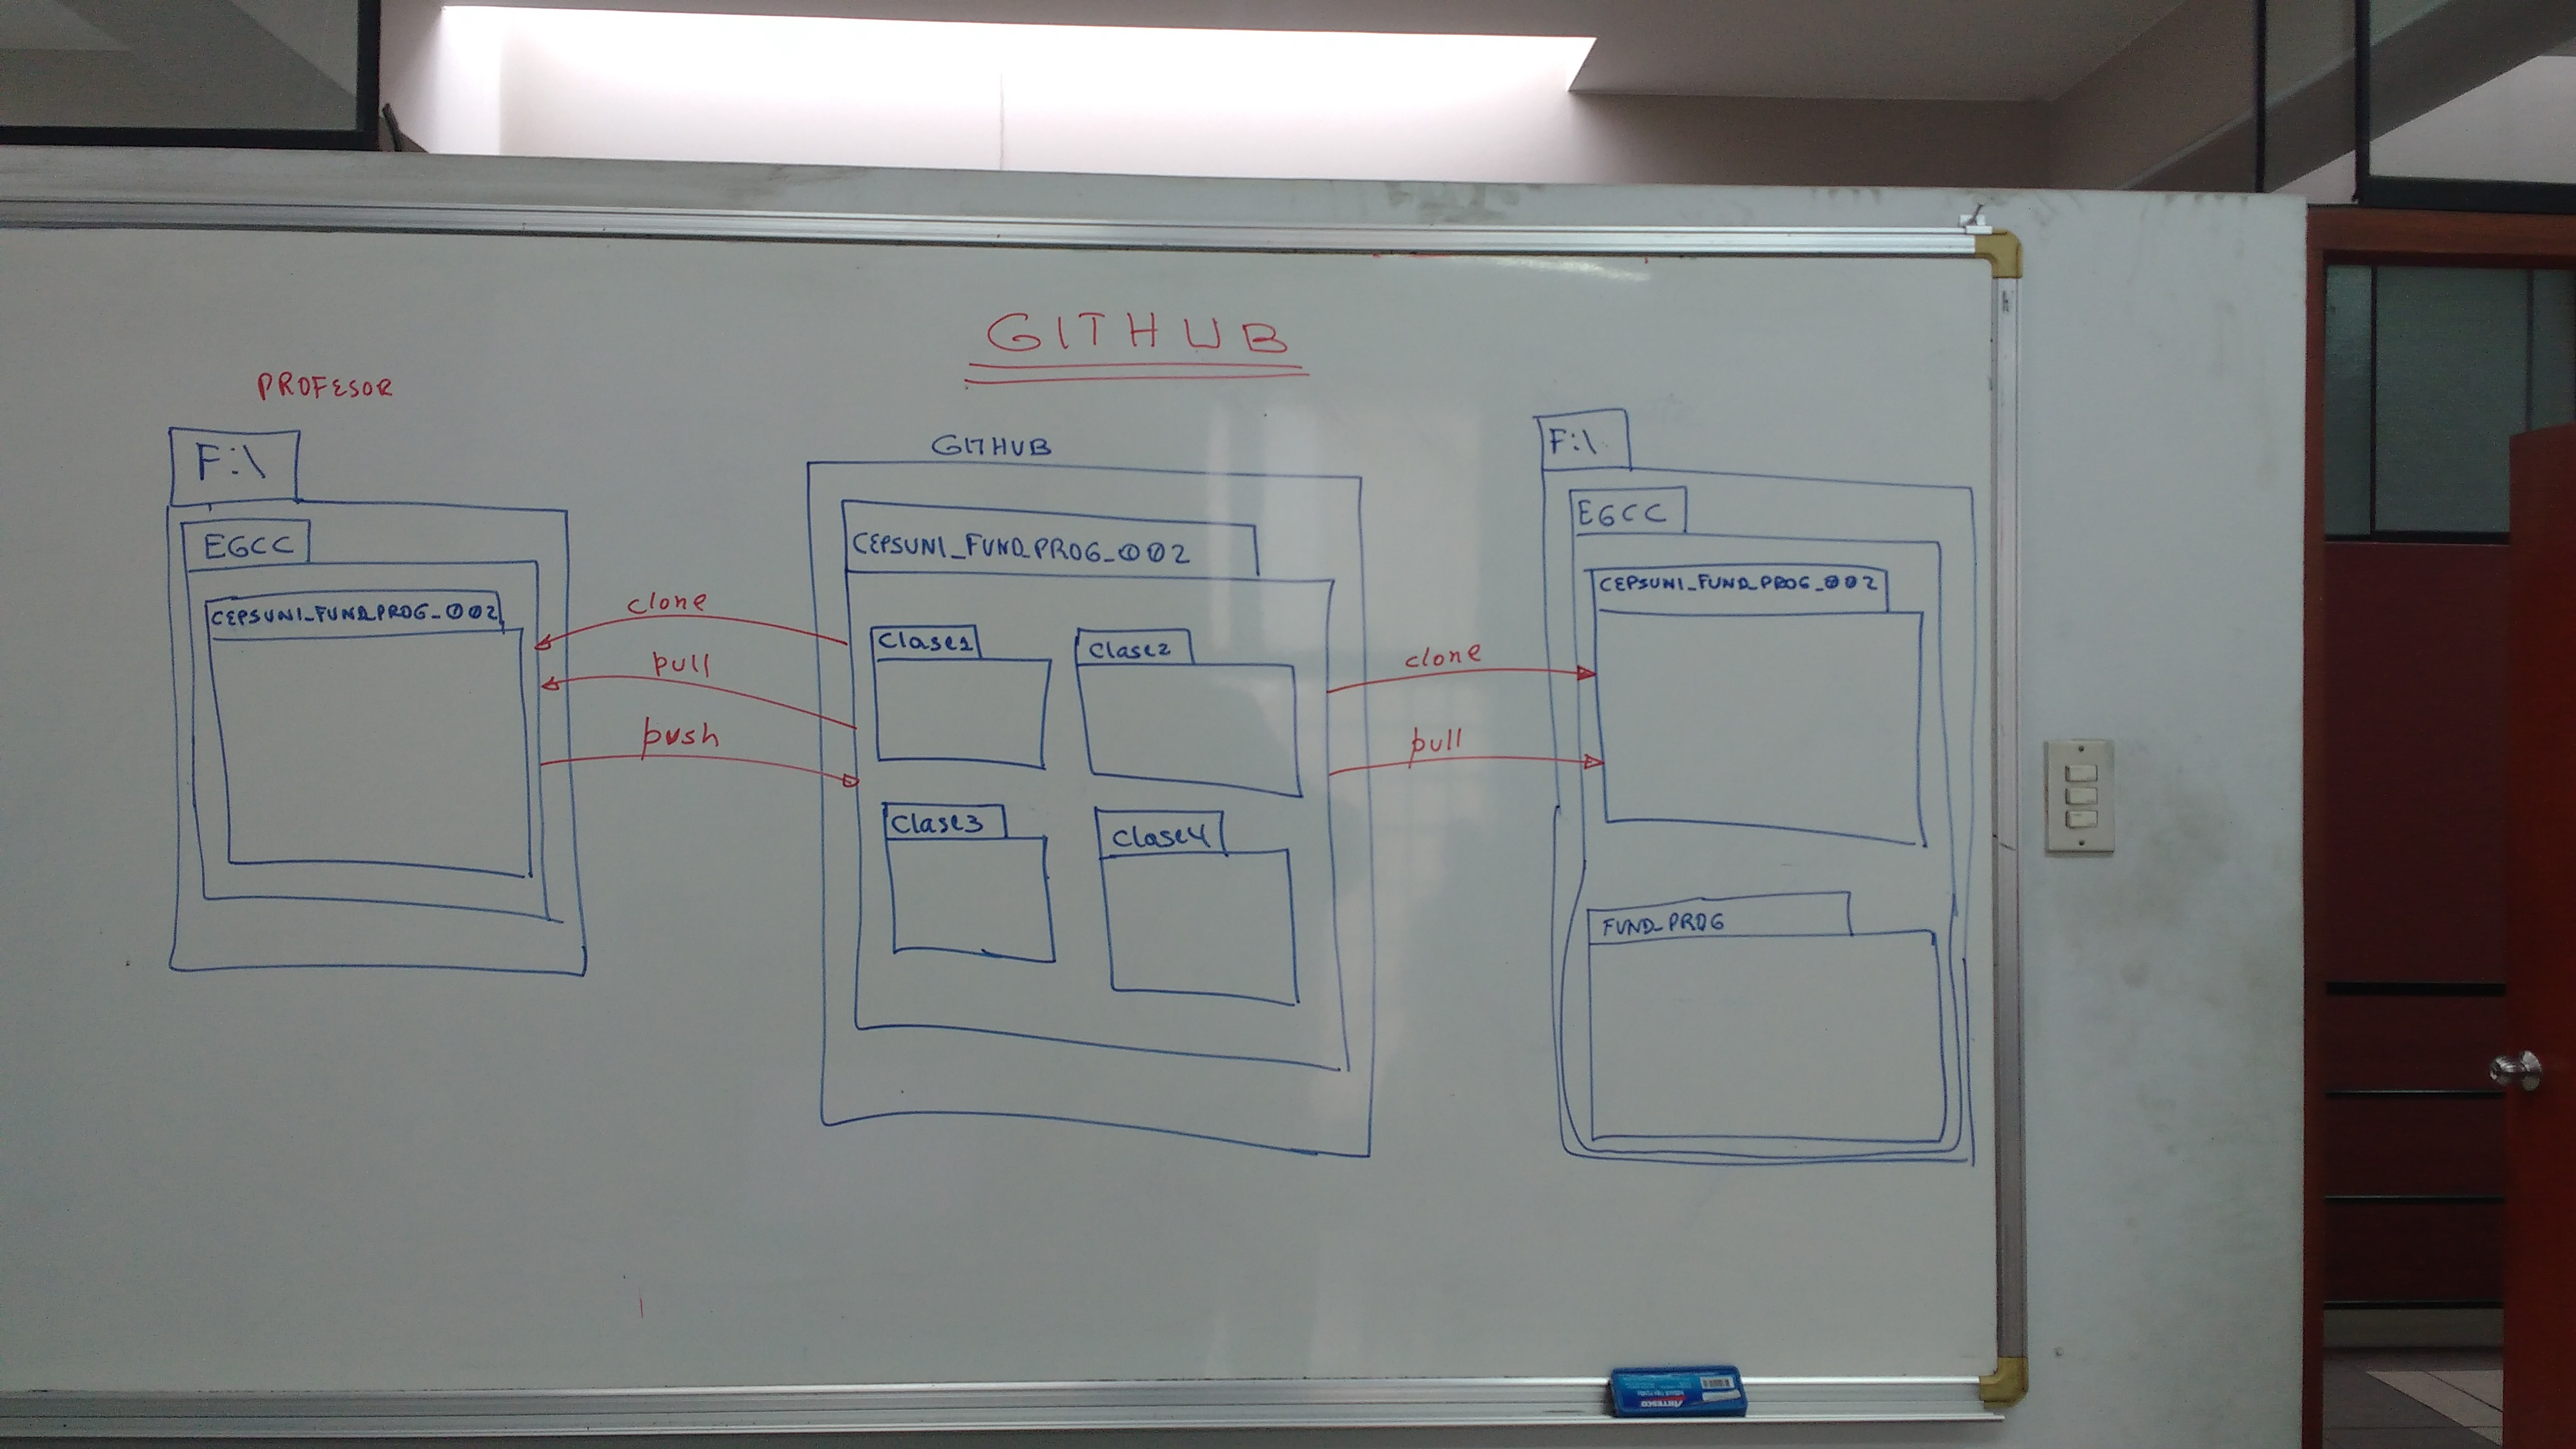 GITHUB
PROFESOR
F:\
EGCC
CEPSUNI_FUND_PROG_002
clone
pull
push
GITHUB
CEPSUNI_FUND_PROG_002
Clase1
Clase2
Clase3
Clase4
clone
pull
F:\
EGCC
CEPSUNI_FUND_PROG_002
FUND_PROG
ARTESCO